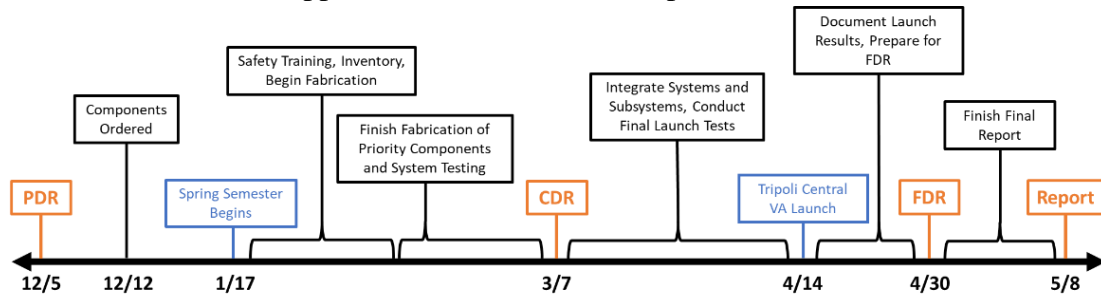 Document Launch
Results, Prepare for
FDR
Safety Training, Inventory,
Begin Fabrication
Integrate Systems and
Subsystems, Conduct
Final Launch Tests
Components
Ordered
Finish Fabrication of
Priority Components
and System Testing
Finish Final
Report
PDR
Spring Semester
Begins
CDR
Tripoli Central
VA Launch
FDR
Report
12/5
12/12
1/17
3/7
4/14
4/30
5/8